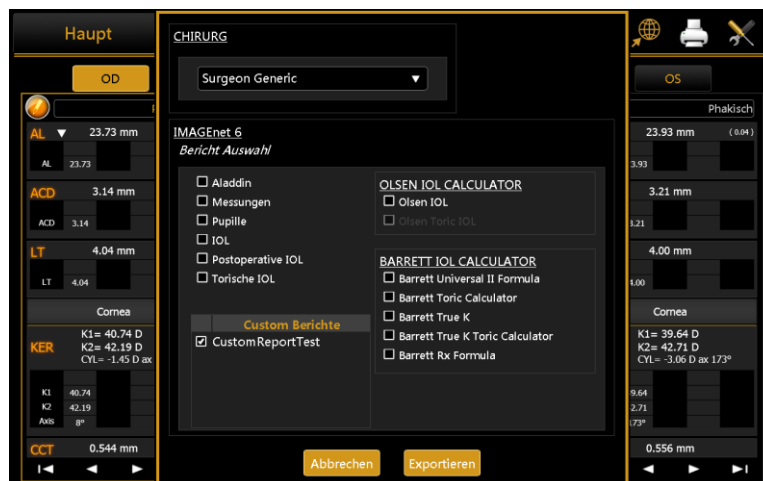 Haupt
CHIRURG
Surgeon Generic
OD
OS
Phakisch
AL 23.73 mm
AL 23.73
ACD 3.14 mm
ACD 3.14
LT 4.04 mm
LT 4.04
Cornea
KER
K1= 40.74 D
K2= 42.19 D
CYL= -1.45 D ax
K1 40.74
K2 42.19
Axis 8°
CCT 0.544 mm
IMAGEnet 6
Bericht Auswahl
Aladdin
Messungen
Pupille
IOL
Postoperative IOL
Torische IOL
Custom Berichte
CustomReportTest
OLSEN IOL CALCULATOR
Olsen IOL
Olsen Toric IOL
BARRETT IOL CALCULATOR
Barrett Universal II Formula
Barrett Toric Calculator
Barrett True K
Barrett True K Toric Calculator
Barrett Rx Formula
Abbrechen
Exportieren
23.93 mm (0.04)
3.93
3.21 mm
3.21
4.00 mm
4.00
Cornea
K1= 39.64 D
K2= 42.71 D
CYL= -3.06 D ax 173°
9.64
2.71
173°
0.556 mm